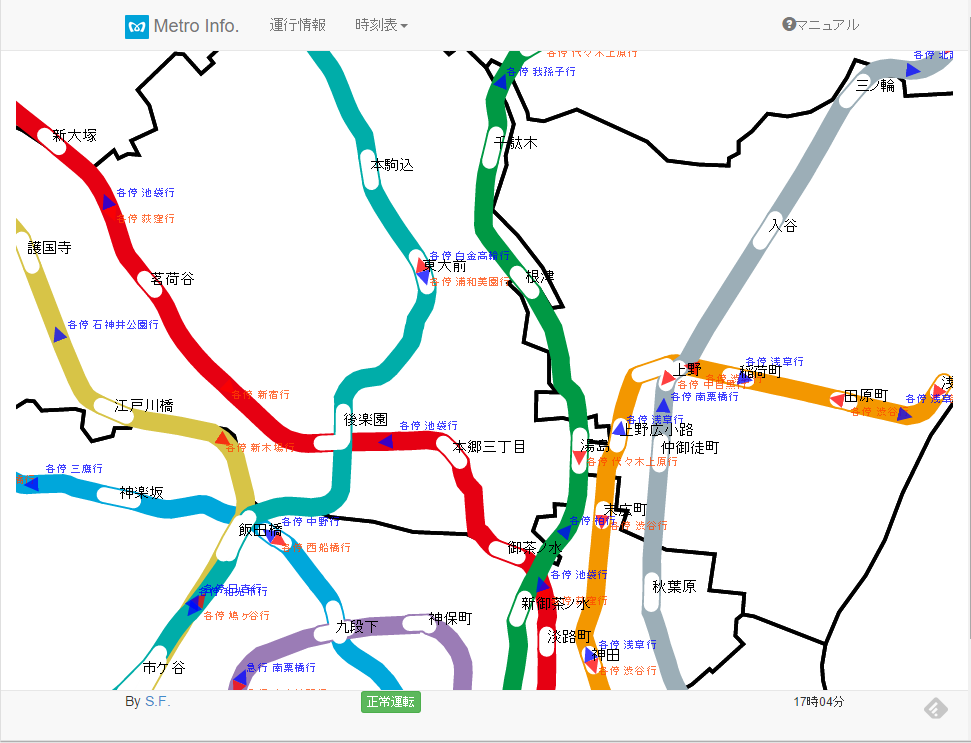 Metro Info. 運行情報 時刻表 マニュアル
各停 代々木上原行
各停 我孫子行
三ノ輪
新大塚
千駄木
本駒込
各停 池袋行
各停 荻窪行
入谷
護国寺
各停 白金高輪行
東大前
各停 浦和美園行
根津
茗荷谷
各停 石神井公園行
各停 浅草行
上野
稲荷町
各停 中目黒行
各停 新宿行
各停 南栗橋行
田原町
各停 浅草
各停 渋谷
江戸川橋
後楽園
各停 池袋行
各停 浅草行
上野広小路
各停 新木場行
本郷三丁目
湯島
仲御徒町
各停 代々木上原行
各停 三鷹行
神楽坂
末広町
飯田橋
各停 中野行
各停 柏行
各停 渋谷行
各停 西船橋行
御茶ノ水
各停 池袋行
秋葉原
各停 鳩ヶ谷行
新御茶ノ水
神保町
九段下
淡路町
各停 浅草行
神田
市ケ谷
急行 南栗橋行
各停 渋谷行
By S.F. 正常運転 17時04分